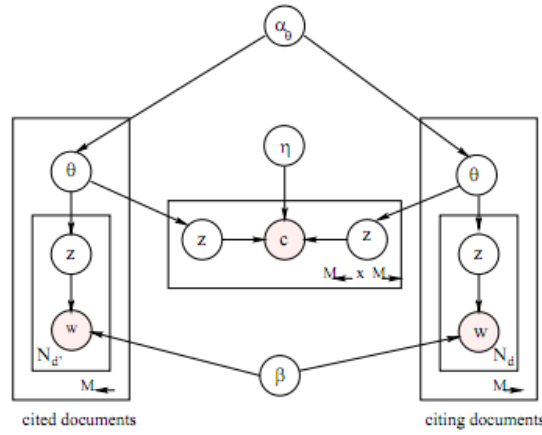 α_θ
θ
η
θ
z
z
c
z
z
M← x M→
w
w
N_d'
N_d
β
M←
M→
cited documents
citing documents